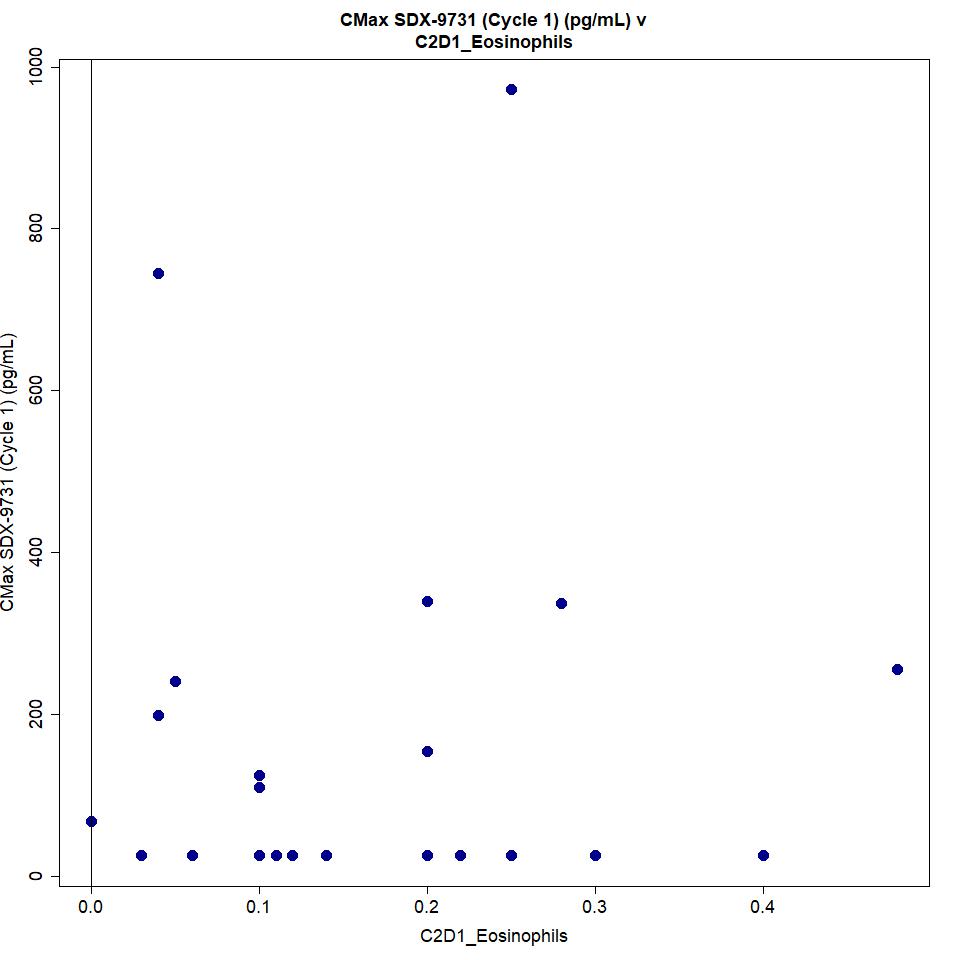 CMax SDX-9731 (Cycle 1) (pg/mL) v
C2D1_Eosinophils
1000
800
600
400
200
0
CMax SDX-9731 (Cycle 1) (pg/mL)
0.0 0.1 0.2 0.3 0.4
C2D1_Eosinophils